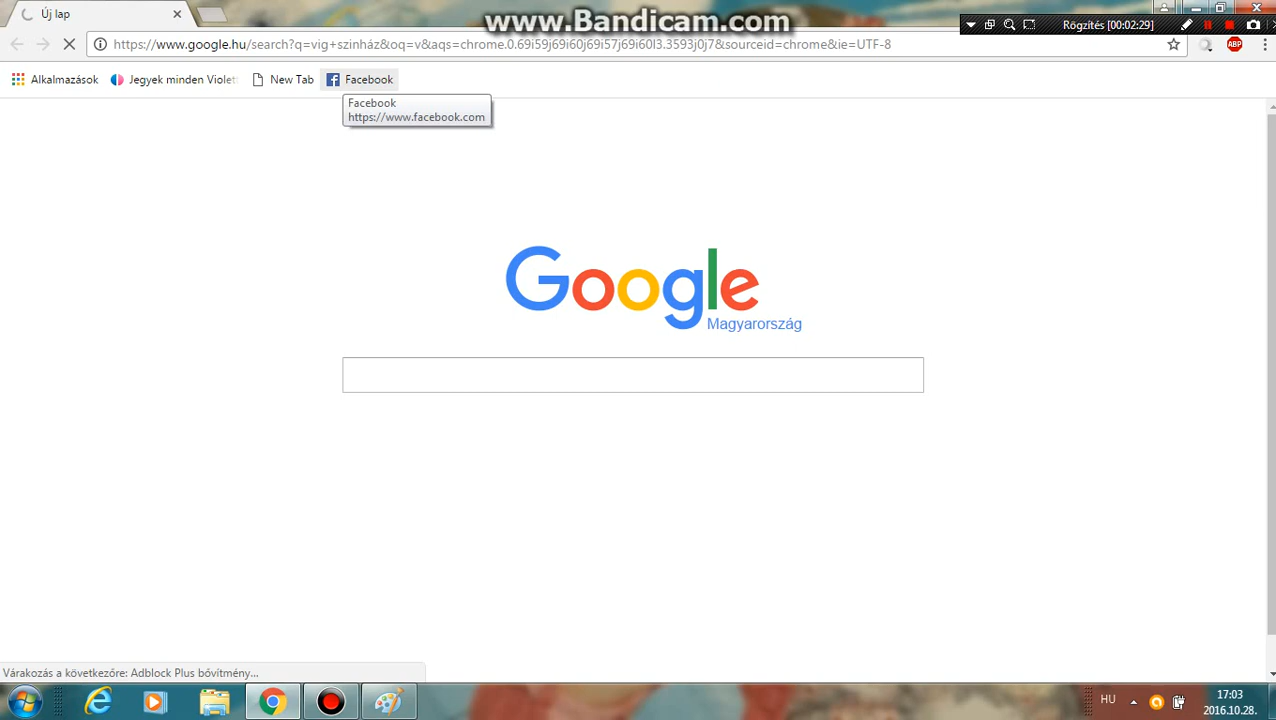 www.Bandicam.com
Új lap
Rögzítés [00:02:29]
https://www.google.hu/search?q=vig+szinház&oq=v&aqs=chrome.0.69i59j69i60j69i57j69i60l3.3593j0j7&sourceid=chrome&ie=UTF-8
ABP
Alkalmazások
Jegyek minden Violett
New Tab
Facebook
Facebook
https://www.facebook.com
Google
Magyarország
Várakozás a következőre: Adblock Plus bővítmény...
HU
17:03
2016.10.28.